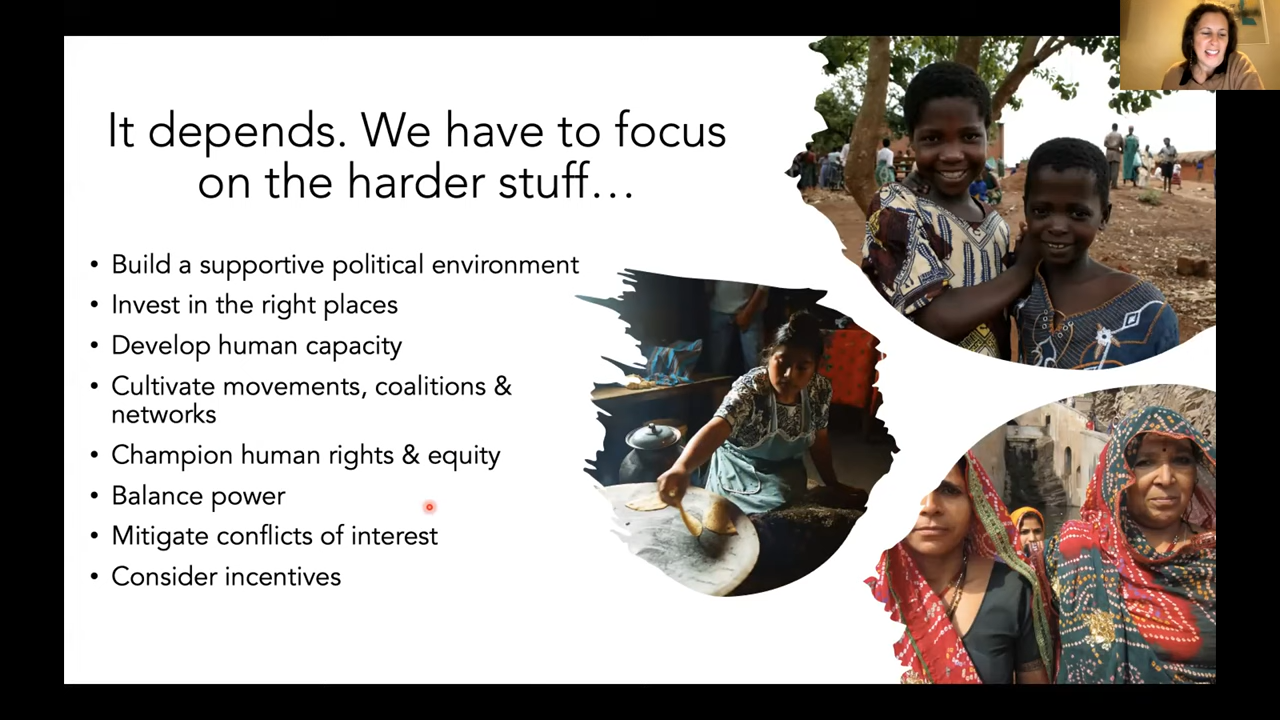 It depends. We have to focus
on the harder stuff…
• Build a supportive political environment
• Invest in the right places
• Develop human capacity
• Cultivate movements, coalitions &
networks
• Champion human rights & equity
• Balance power
• Mitigate conflicts of interest
• Consider incentives